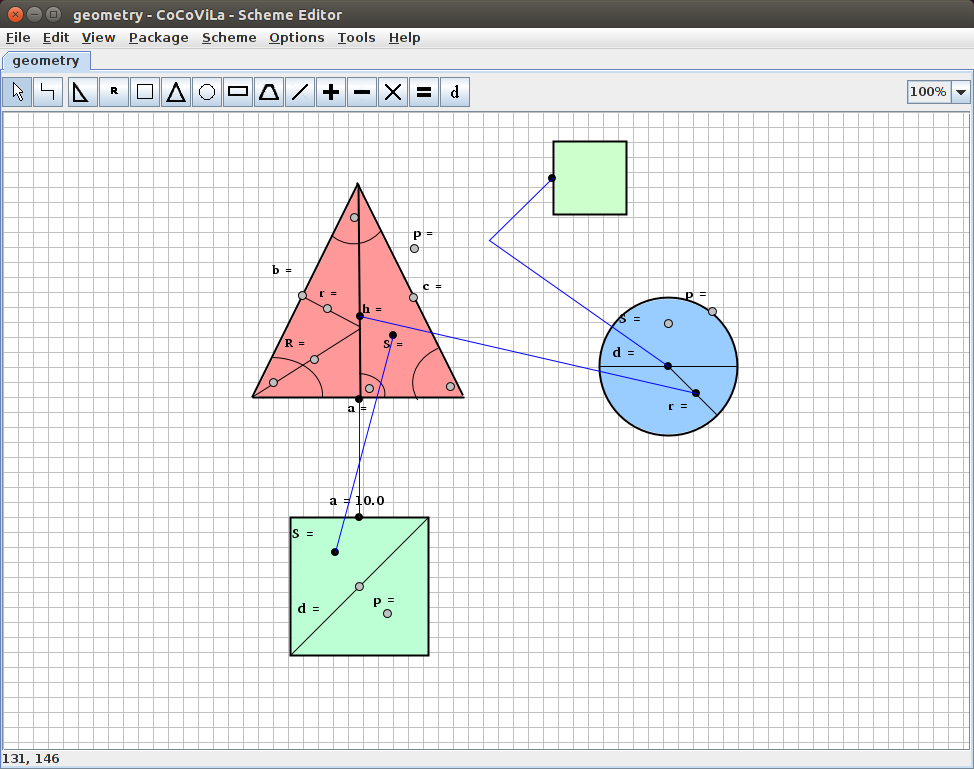 geometry - CoCoViLa - Scheme Editor
File Edit View Package Scheme Options Tools Help
geometry
R
d
100%
p =
b =
c =
r =
h =
R =
S =
a =
p =
S =
d =
r =
a = 10.0
S =
p =
d =
131, 146